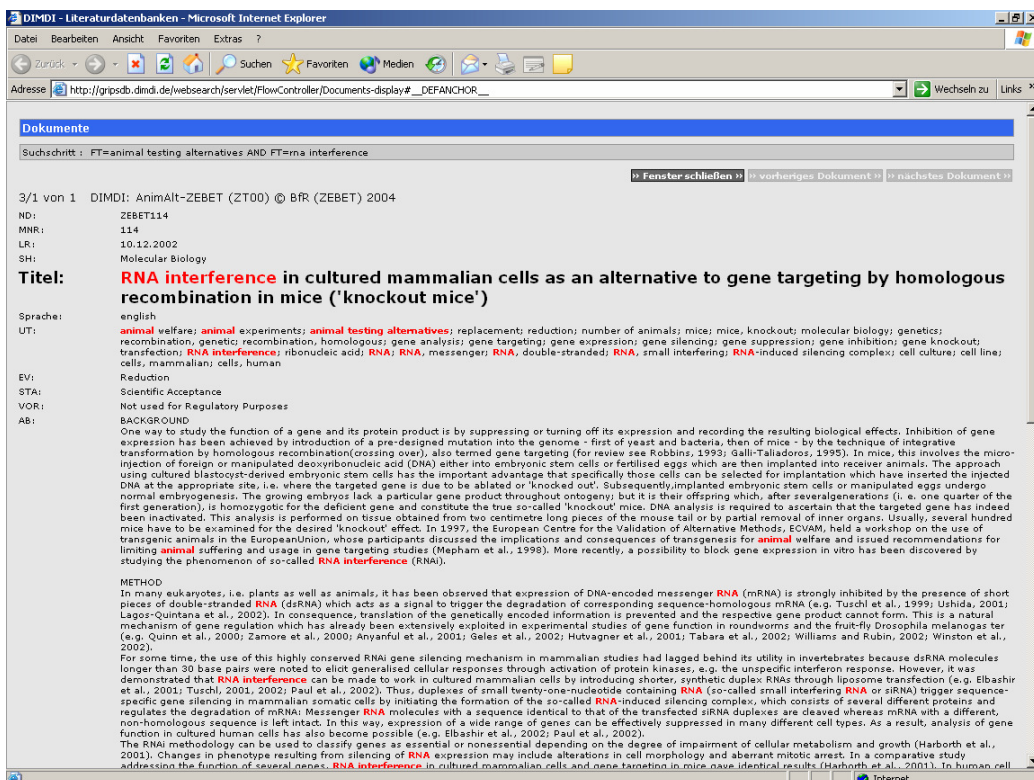 DIMDI - Literaturdatenbanken - Microsoft Internet Explorer
Datei Bearbeiten Ansicht Favoriten Extras ?
Zurück Suchen Favoriten Medien
Adresse http://gripsdb.dimdi.de/websearch/servlet/FlowController/Documents-display#__DEFANCHOR__ Wechseln zu Links »
Dokumente
Suchschritt : FT=animal testing alternatives AND FT=rna interference
» Fenster schließen » » vorheriges Dokument » » nächstes Dokument »
3/1 von 1 DIMDI: AnimAlt-ZEBET (ZT00) © BfR (ZEBET) 2004
ND: ZEBET114
MNR: 114
LR: 10.12.2002
SH: Molecular Biology
Titel: RNA interference in cultured mammalian cells as an alternative to gene targeting by homologous
recombination in mice ('knockout mice')
Sprache: english
UT: animal welfare; animal experiments; animal testing alternatives; replacement; reduction; number of animals; mice; mice, knockout; molecular biology; genetics;
recombination, genetic; recombination, homologous; gene analysis; gene targeting; gene expression; gene silencing; gene suppression; gene inhibition; gene knockout;
transfection; RNA interference; ribonucleic acid; RNA; RNA, messenger; RNA, double-stranded; RNA, small interfering; RNA-induced silencing complex; cell culture; cell line;
cells, mammalian; cells, human
EV: Reduction
STA: Scientific Acceptance
VOR: Not used for Regulatory Purposes
AB: BACKGROUND
One way to study the function of a gene and its protein product is by suppressing or turning off its expression and recording the resulting biological effects. Inhibition of gene
expression has been achieved by introduction of a pre-designed mutation into the genome - first of yeast and bacteria, then of mice - by the technique of integrative
transformation by homologous recombination(crossing over), also termed gene targeting (for review see Robbins, 1993; Galli-Taliadoros, 1995). In mice, this involves the micro-
injection of foreign or manipulated deoxyribonucleic acid (DNA) either into embryonic stem cells or fertilised eggs which are then implanted into receiver animals. The approach
using cultured blastocyst-derived embryonic stem cells has the important advantage that specifically those cells can be selected for implantation which have inserted the injected
DNA at the appropriate site, i.e. where the targeted gene is due to be ablated or 'knocked out'. Subsequently,implanted embryonic stem cells or manipulated eggs undergo
normal embryogenesis. The growing embryos lack a particular gene product throughout ontogeny; but it is their offspring which, after severalgenerations (i. e. one quarter of the
first generation), is homozygotic for the deficient gene and constitute the true so-called 'knockout' mice. DNA analysis is required to ascertain that the targeted gene has indeed
been inactivated. This analysis is performed on tissue obtained from two centimetre long pieces of the mouse tail or by partial removal of inner organs. Usually, several hundred
mice have to be examined for the desired 'knockout' effect. In 1997, the European Centre for the Validation of Alternative Methods, ECVAM, held a workshop on the use of
transgenic animals in the EuropeanUnion, whose participants discussed the implications and consequences of transgenesis for animal welfare and issued recommendations for
limiting animal suffering and usage in gene targeting studies (Mepham et al., 1998). More recently, a possibility to block gene expression in vitro has been discovered by
studying the phenomenon of so-called RNA interference (RNAi).
METHOD
In many eukaryotes, i.e. plants as well as animals, it has been observed that expression of DNA-encoded messenger RNA (mRNA) is strongly inhibited by the presence of short
pieces of double-stranded RNA (dsRNA) which acts as a signal to trigger the degradation of corresponding sequence-homologous mRNA (e.g. Tuschl et al., 1999; Ushida, 2001;
Lagos-Quintana et al., 2002). In consequence, translation of the genetically encoded information is prevented and the respective gene product cannot form. This is a natural
mechanism of gene regulation which has already been extensively exploited in experimental studies of gene function in roundworms and the fruit-fly Drosophila melanogas ter
(e.g. Quinn et al., 2000; Zamore et al., 2000; Anyanful et al., 2001; Geles et al., 2002; Hutvagner et al., 2001; Tabara et al., 2002; Williams and Rubin, 2002; Winston et al.,
2002).
For some time, the use of this highly conserved RNAi gene silencing mechanism in mammalian studies had lagged behind its utility in invertebrates because dsRNA molecules
longer than 30 base pairs were noted to elicit generalised cellular responses through activation of protein kinases, e.g. the unspecific interferon response. However, it was
demonstrated that RNA interference can be made to work in cultured mammalian cells by introducing shorter, synthetic duplex RNAs through liposome transfection (e.g. Elbashir
et al., 2001; Tuschl, 2001, 2002; Paul et al., 2002). Thus, duplexes of small twenty-one-nucleotide containing RNA (so-called small interfering RNA or siRNA) trigger sequence-
specific gene silencing in mammalian somatic cells by initiating the formation of the so-called RNA-induced silencing complex, which consists of several different proteins and
regulates the degradation of mRNA: Messenger RNA molecules with a sequence identical to that of the transfected siRNA duplexes are cleaved whereas mRNA with a different,
non-homologous sequence is left intact. In this way, expression of a wide range of genes can be effectively suppressed in many different cell types. As a result, analysis of gene
function in cultured human cells has also become possible (e.g. Elbashir et al., 2002; Paul et al., 2002).
The RNAi methodology can be used to classify genes as essential or nonessential depending on the degree of impairment of cellular metabolism and growth (Harborth et al.,
2001). Changes in phenotype resulting from silencing of RNA expression may include alterations in cell morphology and aberrant mitotic arrest. In a comparative study
addressing the function of several genes, RNA interference in cultured mammalian cells and gene targeting in mice gave identical results (Harborth et al., 2001). In human cell
Internet